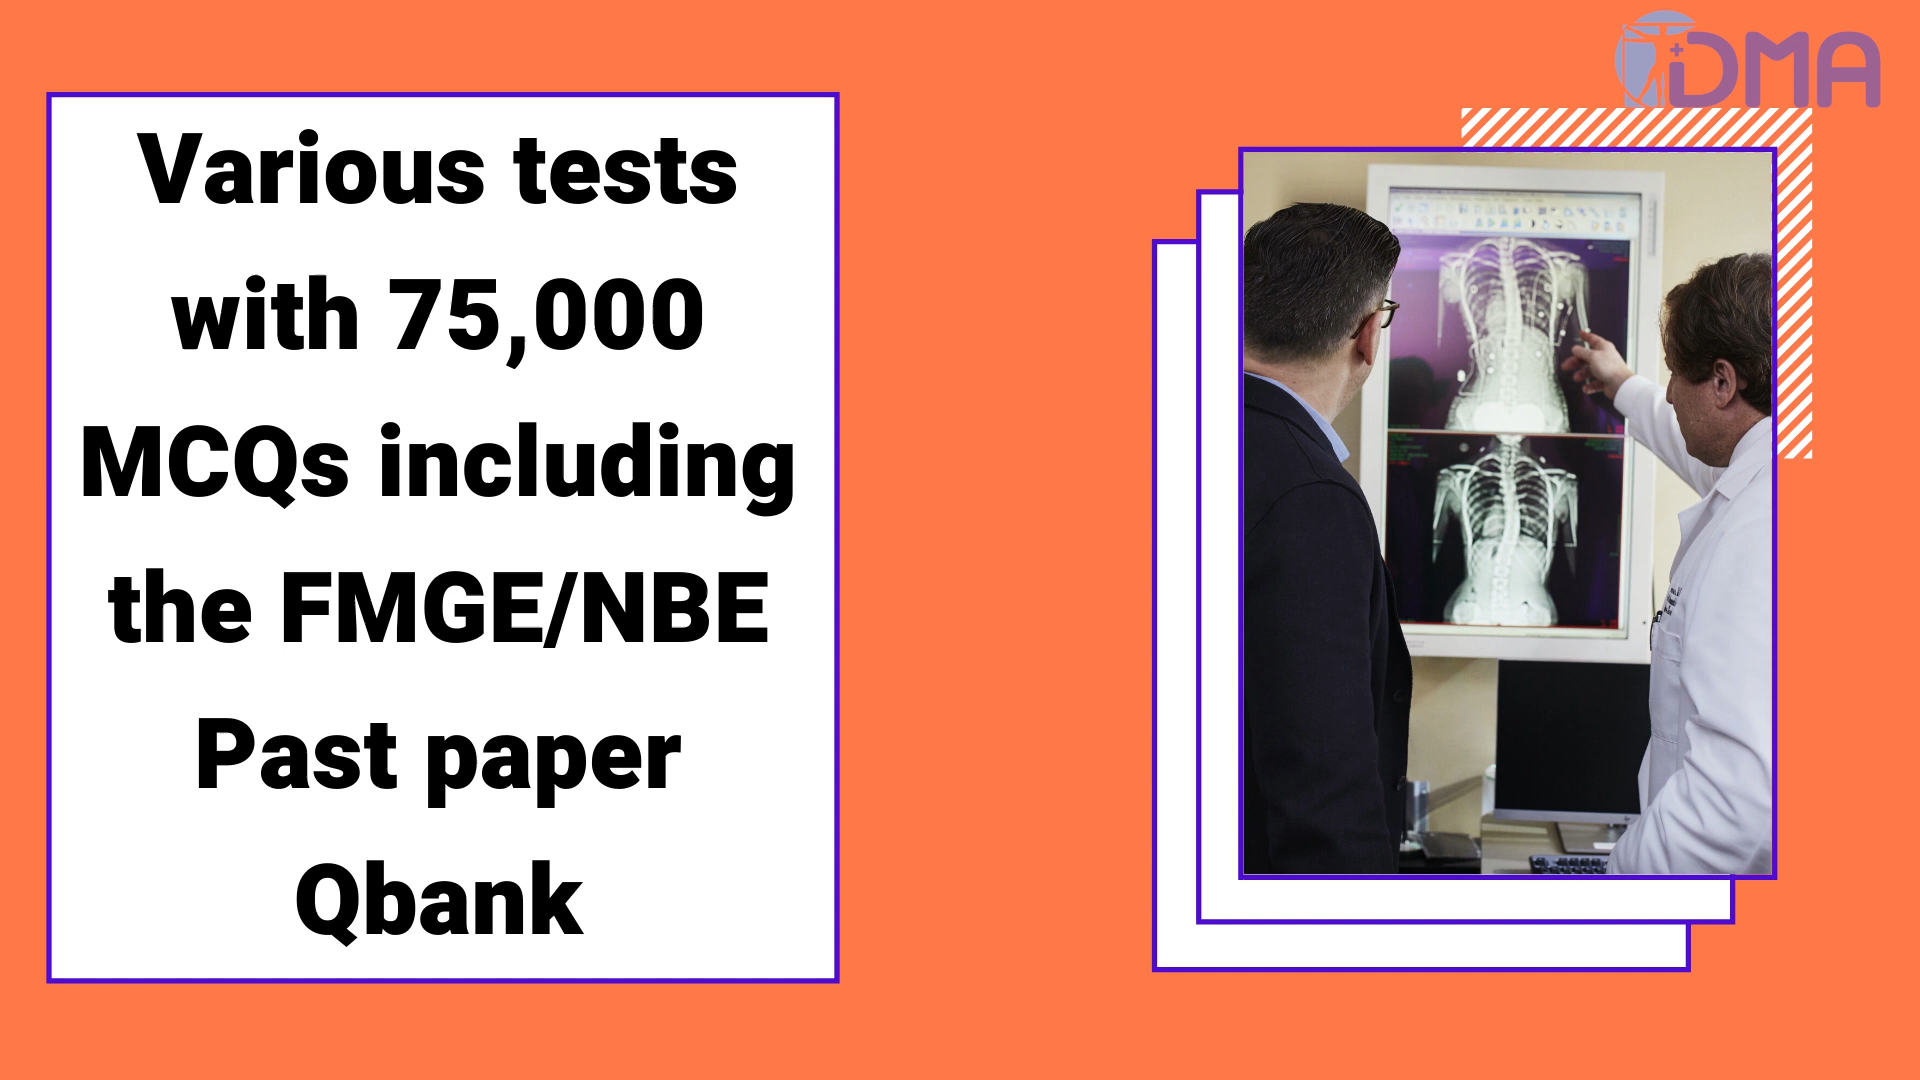 DMA
Various tests
with 75,000
MCQs including
the FMGE/NBE
Past paper
Qbank